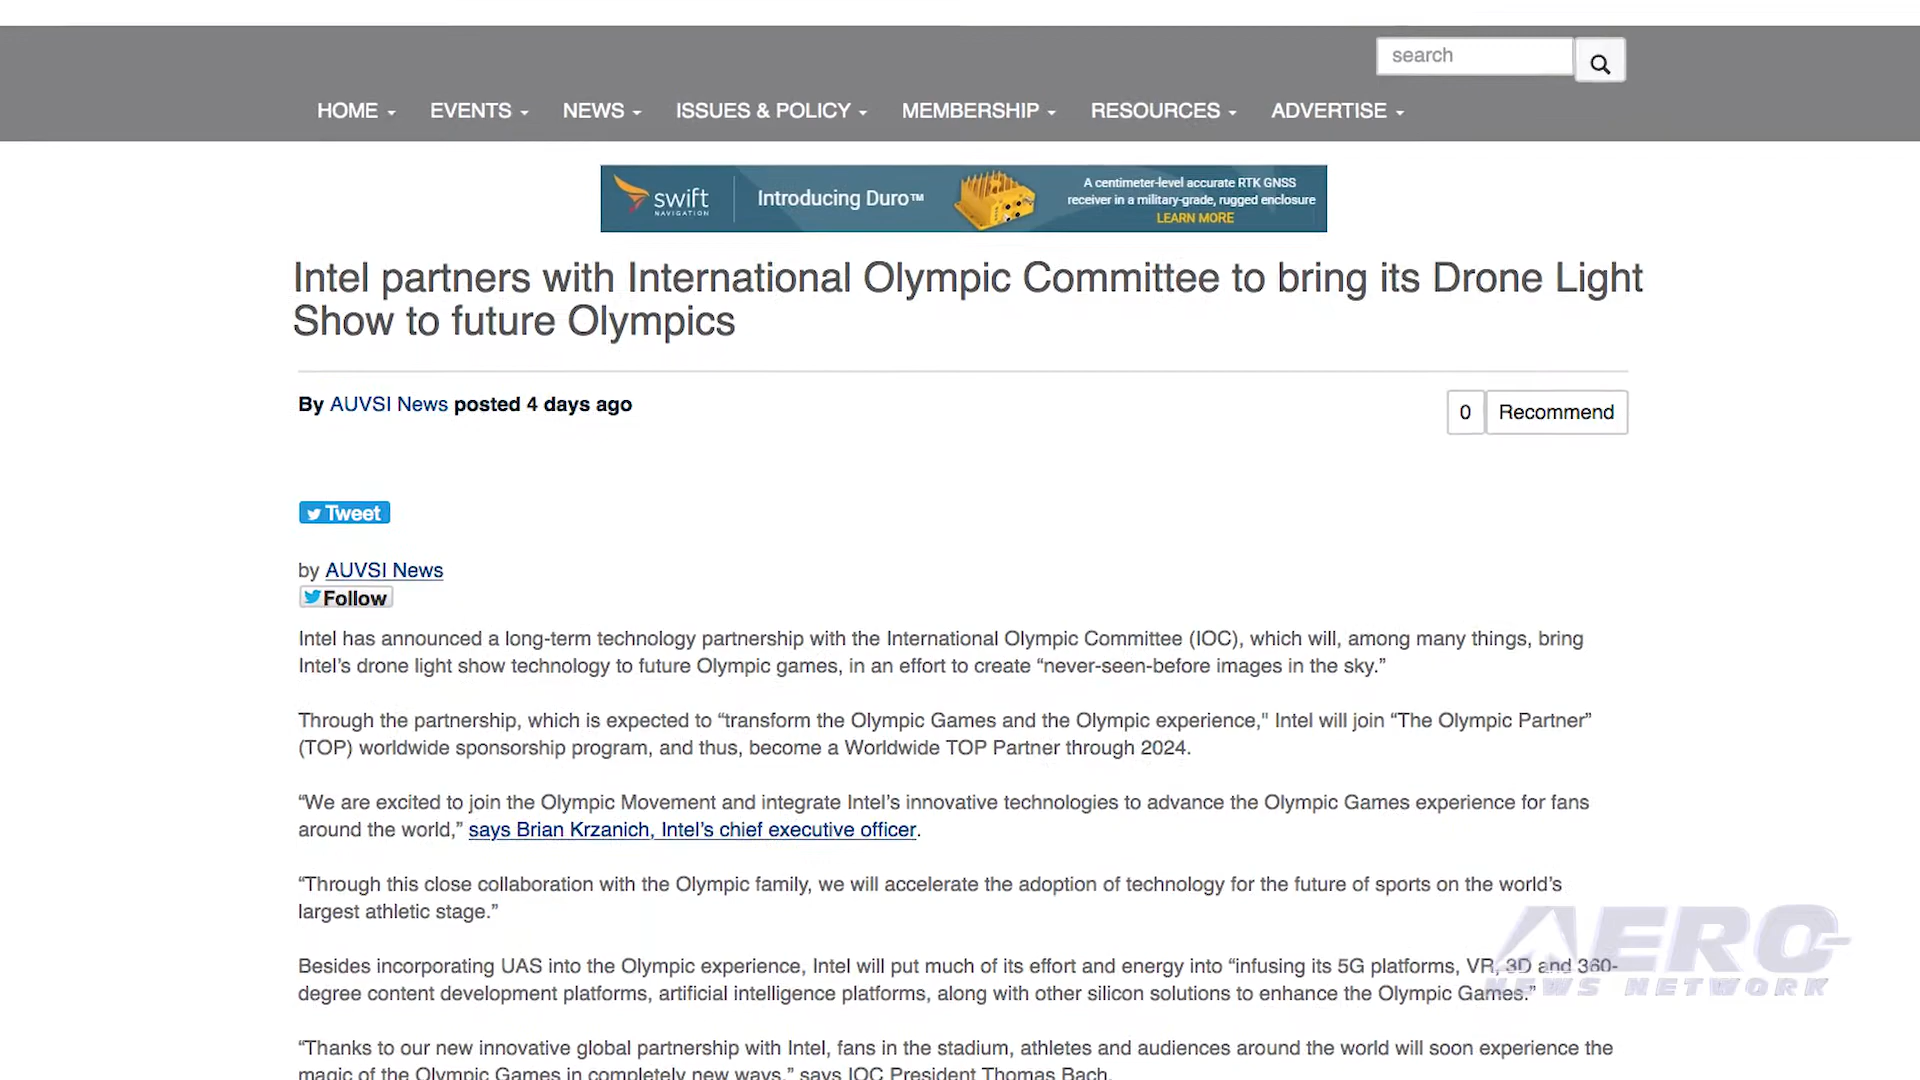 search
HOME EVENTS NEWS ISSUES & POLICY MEMBERSHIP RESOURCES ADVERTISE
swift
NAVIGATION
Introducing Duro™
A centimeter-level accurate RTK GNSS
receiver in a military-grade, rugged enclosure
LEARN MORE
Intel partners with International Olympic Committee to bring its Drone Light
Show to future Olympics
By AUVSI News posted 4 days ago
0 Recommend
Tweet
by AUVSI News
Follow
Intel has announced a long-term technology partnership with the International Olympic Committee (IOC), which will, among many things, bring
Intel’s drone light show technology to future Olympic games, in an effort to create “never-seen-before images in the sky.”
Through the partnership, which is expected to “transform the Olympic Games and the Olympic experience," Intel will join “The Olympic Partner”
(TOP) worldwide sponsorship program, and thus, become a Worldwide TOP Partner through 2024.
“We are excited to join the Olympic Movement and integrate Intel’s innovative technologies to advance the Olympic Games experience for fans
around the world,” says Brian Krzanich, Intel’s chief executive officer.
“Through this close collaboration with the Olympic family, we will accelerate the adoption of technology for the future of sports on the world’s
largest athletic stage.”
Besides incorporating UAS into the Olympic experience, Intel will put much of its effort and energy into “infusing its 5G platforms, VR, 3D and 360-
degree content development platforms, artificial intelligence platforms, along with other silicon solutions to enhance the Olympic Games.”
“Thanks to our new innovative global partnership with Intel, fans in the stadium, athletes and audiences around the world will soon experience the
magic of the Olympic Games in completely new ways,” says IOC President Thomas Bach.
AERO-
NEWS NETWORK